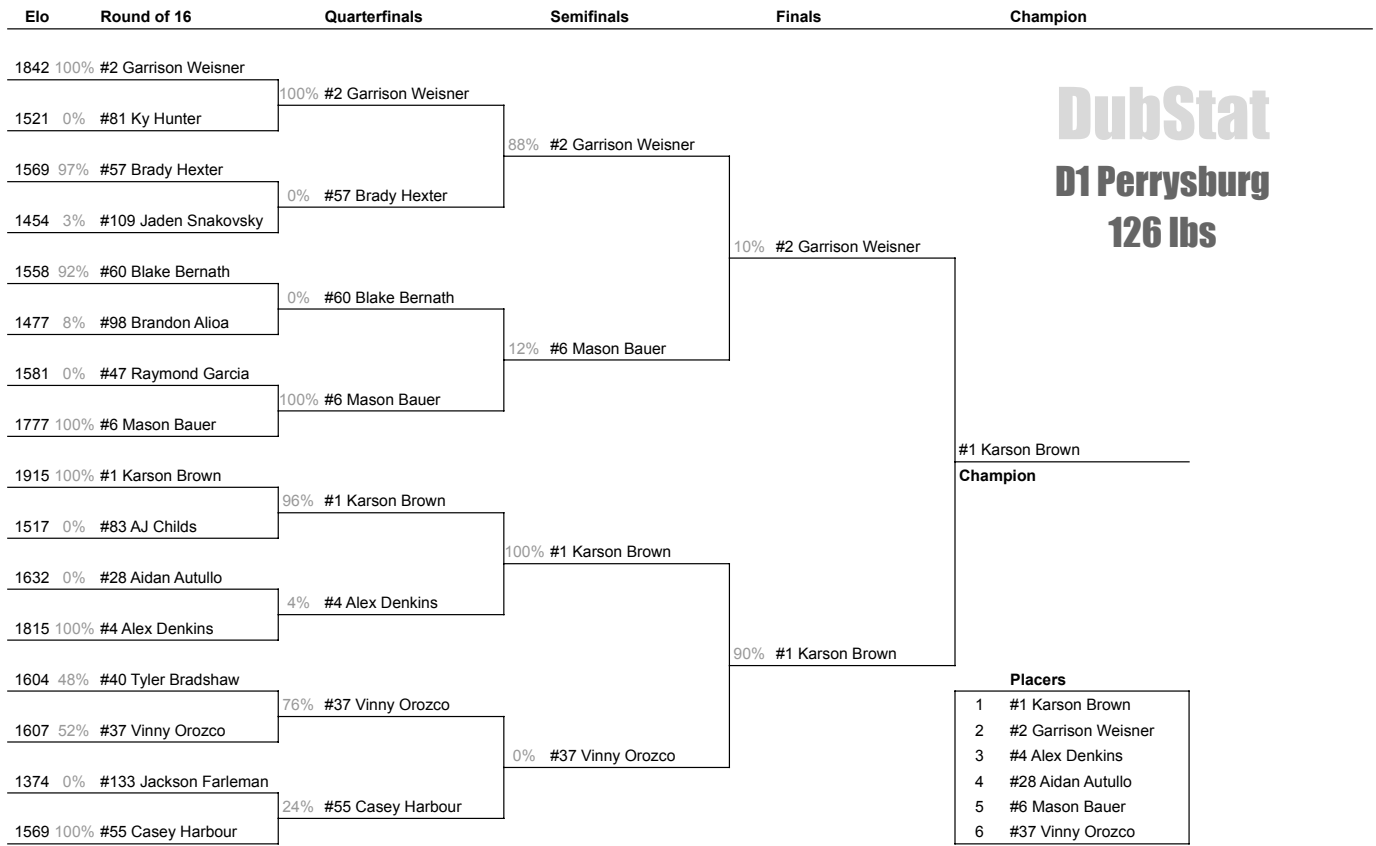 Elo Round of 16 Quarterfinals Semifinals Finals Champion
1842 100% #2 Garrison Weisner
100% #2 Garrison Weisner
1521 0% #81 Ky Hunter
88% #2 Garrison Weisner
1569 97% #57 Brady Hexter
0% #57 Brady Hexter
1454 3% #109 Jaden Snakovsky
10% #2 Garrison Weisner
1558 92% #60 Blake Bernath
0% #60 Blake Bernath
1477 8% #98 Brandon Alioa
12% #6 Mason Bauer
1581 0% #47 Raymond Garcia
100% #6 Mason Bauer
1777 100% #6 Mason Bauer
#1 Karson Brown
Champion
1915 100% #1 Karson Brown
96% #1 Karson Brown
1517 0% #83 AJ Childs
100% #1 Karson Brown
1632 0% #28 Aidan Autullo
4% #4 Alex Denkins
1815 100% #4 Alex Denkins
90% #1 Karson Brown
1604 48% #40 Tyler Bradshaw
76% #37 Vinny Orozco
1607 52% #37 Vinny Orozco
0% #37 Vinny Orozco
1374 0% #133 Jackson Farleman
24% #55 Casey Harbour
1569 100% #55 Casey Harbour
DubStat
D1 Perrysburg
126 lbs
Placers
1 #1 Karson Brown
2 #2 Garrison Weisner
3 #4 Alex Denkins
4 #28 Aidan Autullo
5 #6 Mason Bauer
6 #37 Vinny Orozco